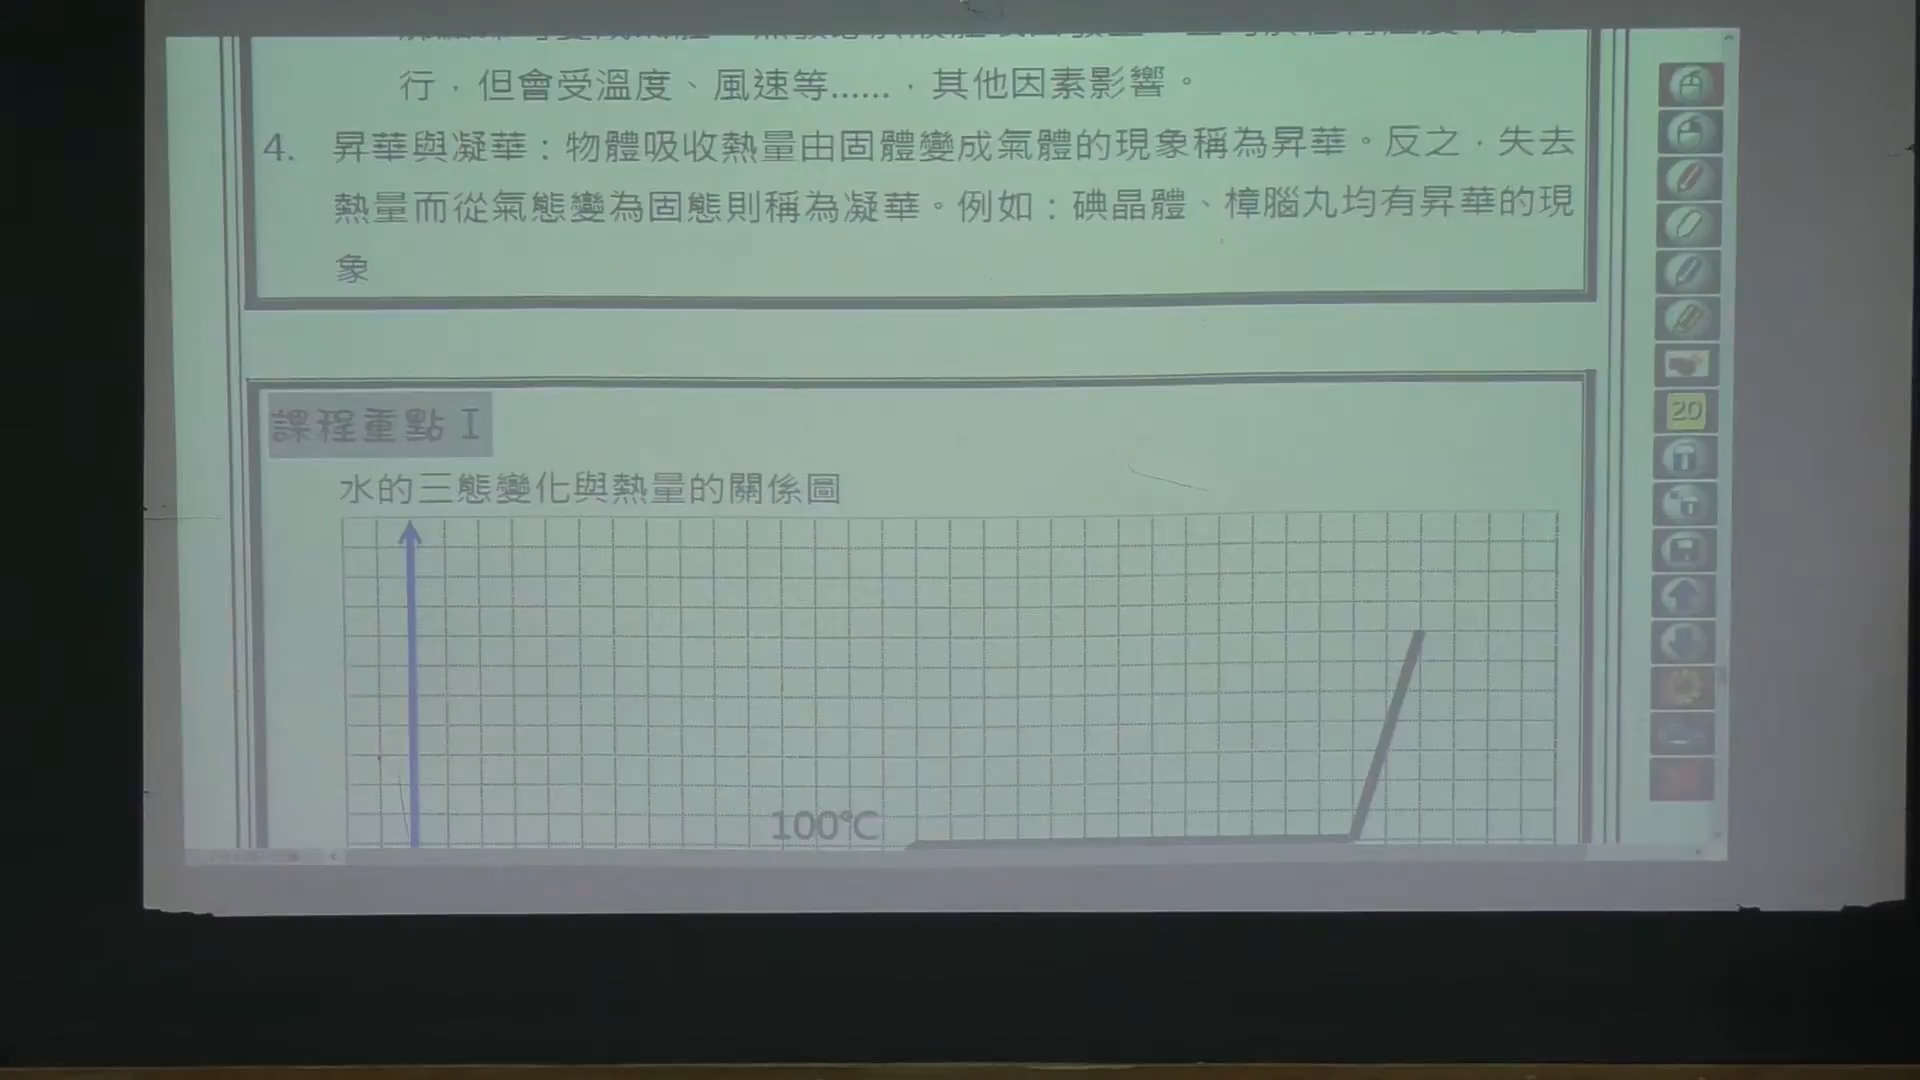 行，但會受溫度、風速等……，其他因素影響。
4. 昇華與凝華：物體吸收熱量由固體變成氣體的現象稱為昇華。反之，失去
熱量而從氣態變為固態則稱為凝華。例如：碘晶體、樟腦丸均有昇華的現
象
課程重點 I
水的三態變化與熱量的關係圖
100℃
20